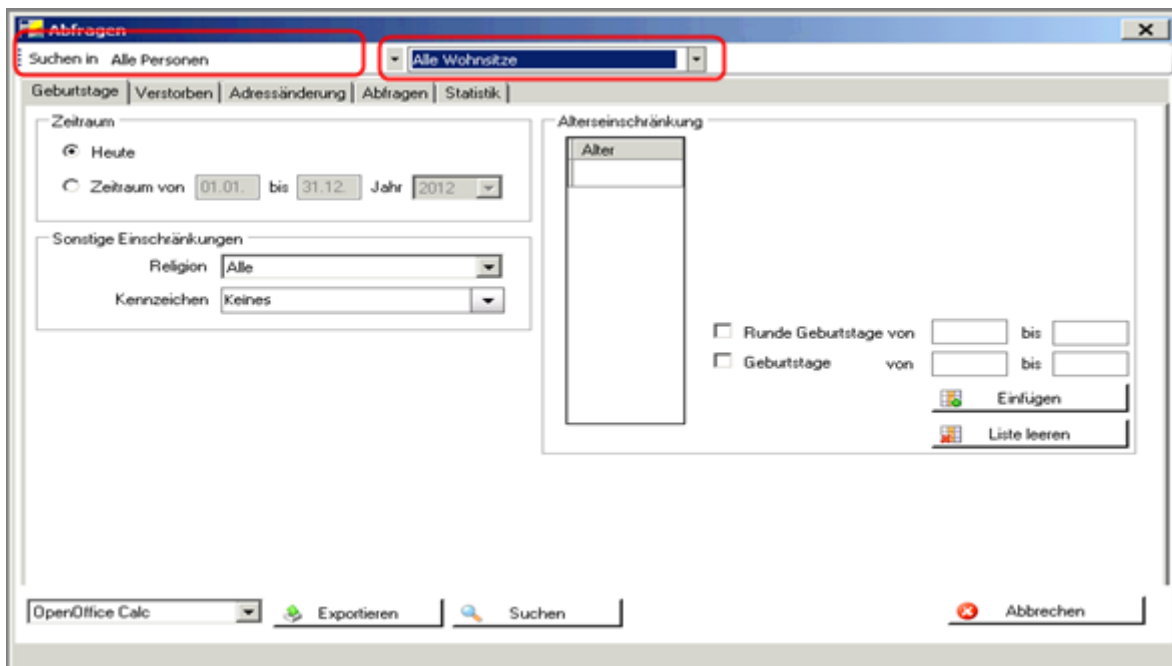 Abfragen
Suchen in Alle Personen Alle Wohnsitze
Geburtstage Verstorben Adressänderung Abfragen Statistik
Zeitraum
Heute
Zeitraum von 01.01. bis 31.12. Jahr 2012
Sonstige Einschränkungen
Religion Alle
Kennzeichen Keines
Alterseinschränkung
Alter
Runde Geburtstage von bis
Geburtstage von bis
Einfügen
Liste leeren
OpenOffice Calc Exportieren Suchen Abbrechen